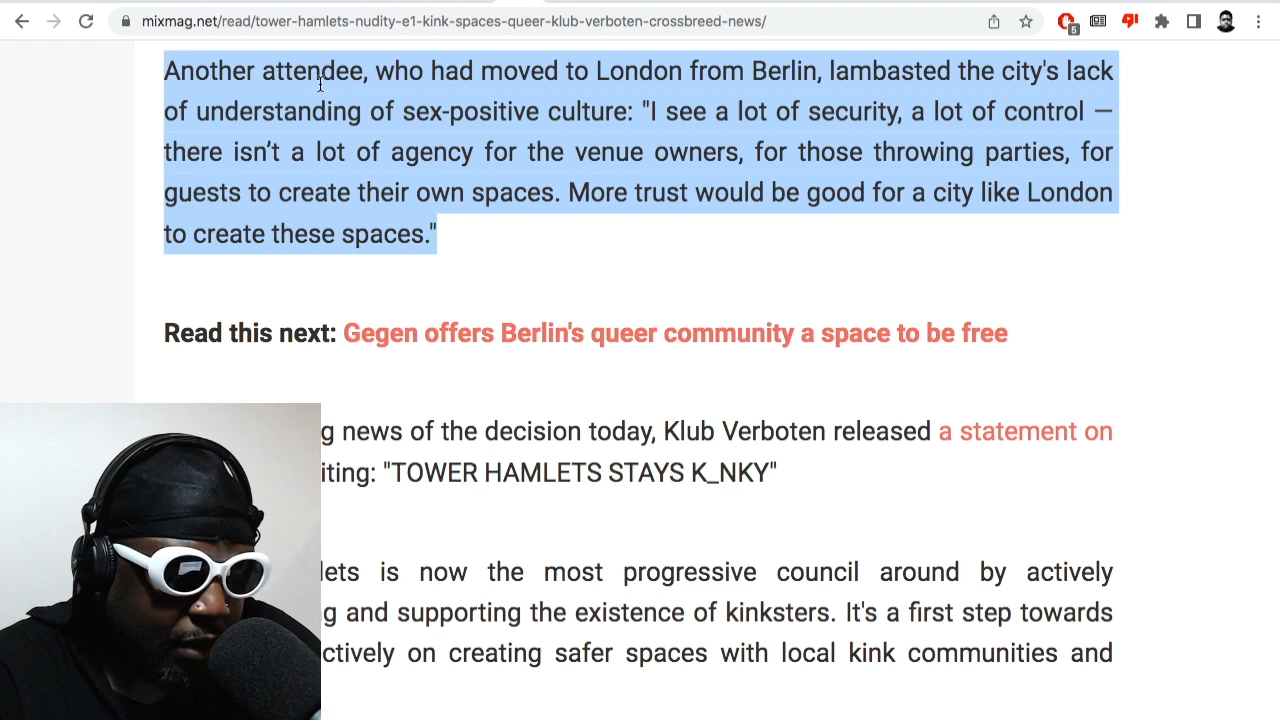 mixmag.net/read/tower-hamlets-nudity-e1-kink-spaces-queer-klub-verboten-crossbreed-news/
5
Another attendee, who had moved to London from Berlin, lambasted the city's lack
of understanding of sex-positive culture: "I see a lot of security, a lot of control —
there isn’t a lot of agency for the venue owners, for those throwing parties, for
guests to create their own spaces. More trust would be good for a city like London
to create these spaces."
Read this next: Gegen offers Berlin's queer community a space to be free
g news of the decision today, Klub Verboten released a statement on
iting: "TOWER HAMLETS STAYS K_NKY"
lets is now the most progressive council around by actively
g and supporting the existence of kinksters. It's a first step towards
ctively on creating safer spaces with local kink communities and